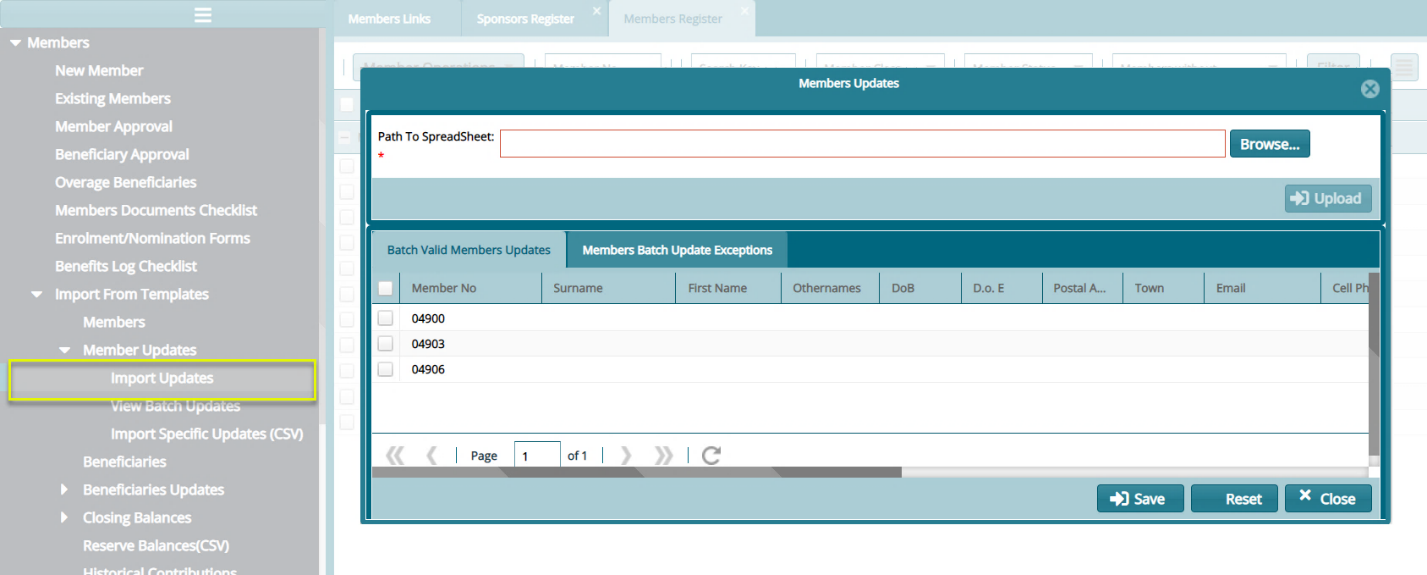 Members Links
Sponsors Register
Members Register
Members
New Member
Existing Members
Member Approval
Beneficiary Approval
Overage Beneficiaries
Members Documents Checklist
Enrolment/Nomination Forms
Benefits Log Checklist
Import From Templates
Members
Member Updates
Import Updates
View Batch Updates
Import Specific Updates (CSV)
Beneficiaries
Beneficiaries Updates
Closing Balances
Reserve Balances(CSV)
Historical Contributions
Member Operations
Member No
Member Status
Members without
Filter
Members Updates
Path To SpreadSheet:
*
Browse...
Upload
Batch Valid Members Updates
Members Batch Update Exceptions
Member No Surname First Name Othernames DoB D.o. E Postal A... Town Email Cell Ph
04900
04903
04906
Page 1 of 1
Save
Reset
Close